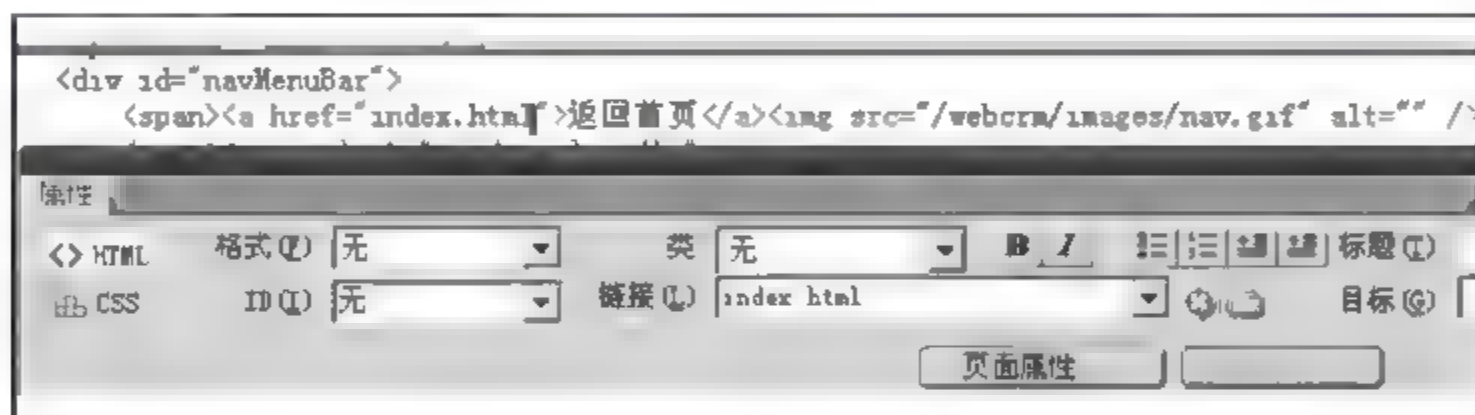 <div id="navMenuBar">
<span><a href="index.html">返回首页</a><img src="/webcrm/images/nav.gif" alt="" />
属性
<> HTML 格式(F) 无 类 无 B I 标题(T)
CSS ID(I) 无 链接(L) index html 目标(G)
页面属性